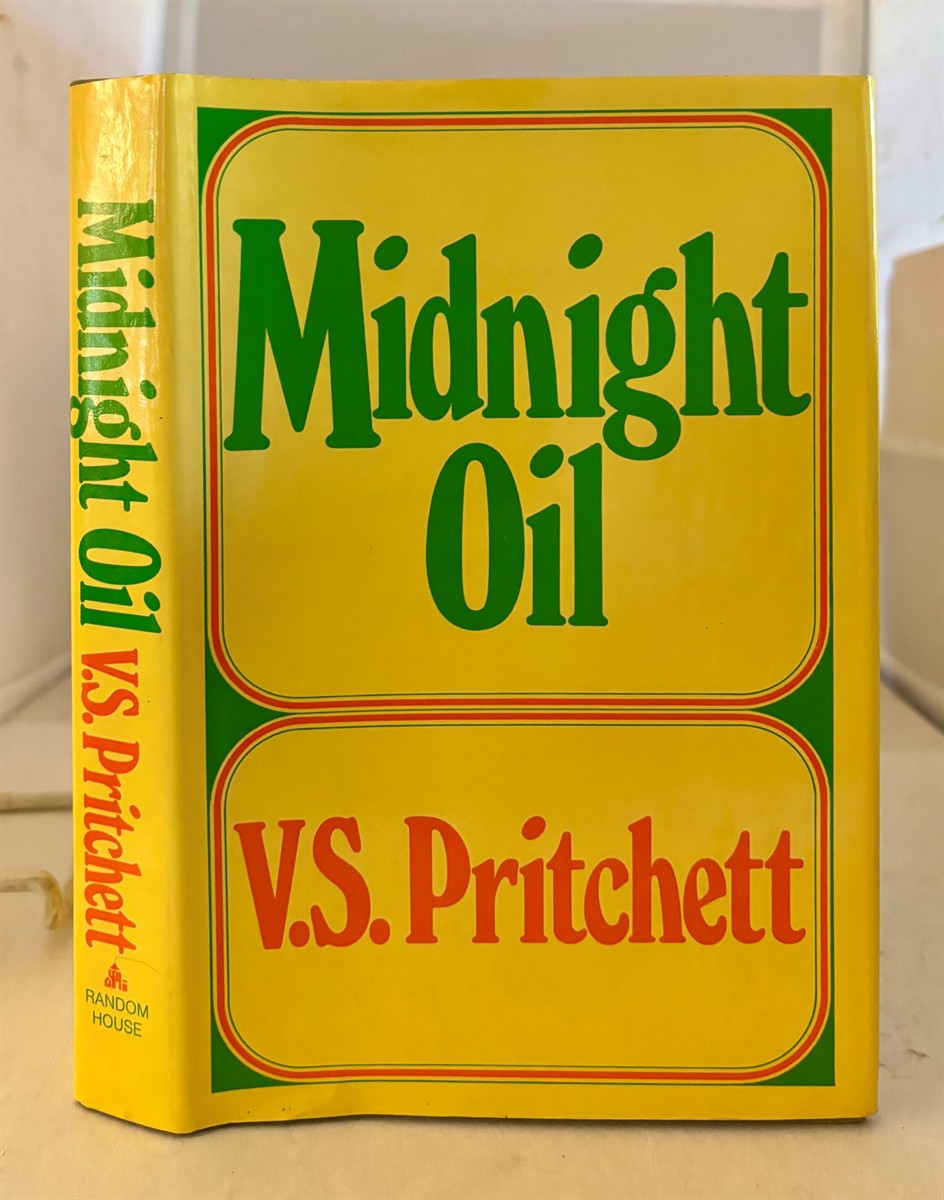 Midnight Oil V.S. Pritchett
RANDOM
HOUSE
Midnight
Oil
V.S. Pritchett